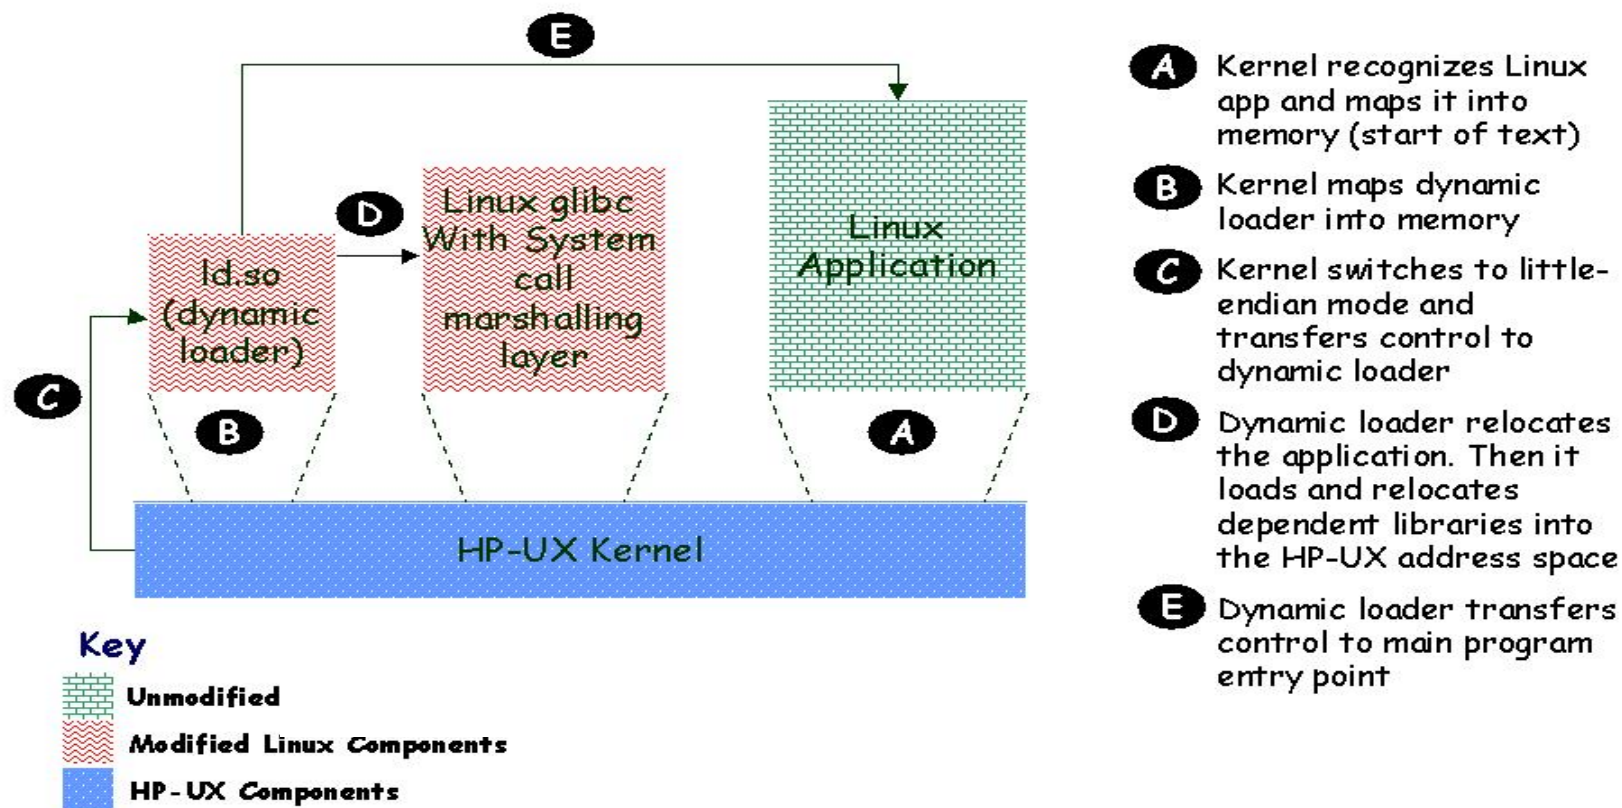 E
A
Kernel recognizes Linux
app and maps it into
memory (start of text)
B
Kernel maps dynamic
loader into memory
C
Kernel switches to little-
endian mode and
transfers control to
dynamic loader
D
Dynamic loader relocates
the application. Then it
loads and relocates
dependent libraries into
the HP-UX address space
E
Dynamic loader transfers
control to main program
entry point
D
Linux glibc
With System
call
marshalling
layer
Linux
Application
ld.so
(dynamic
loader)
C
B
A
HP-UX Kernel
Key
Unmodified
Modified Linux Components
HP-UX Components